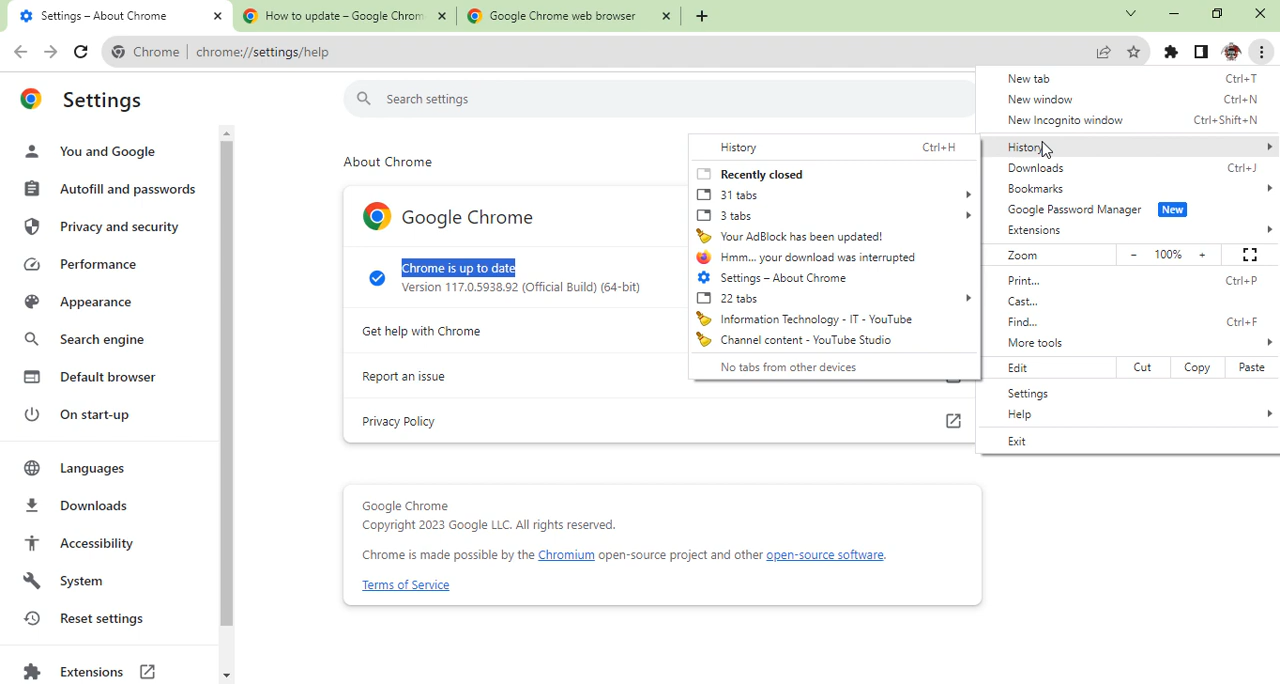 Settings – About Chrome
How to update – Google Chrom
Google Chrome web browser
Chrome
chrome://settings/help
Settings
Search settings
You and Google
Autofill and passwords
Privacy and security
Performance
Appearance
Search engine
Default browser
On start-up
Languages
Downloads
Accessibility
System
Reset settings
Extensions
About Chrome
Google Chrome
Chrome is up to date
Version 117.0.5938.92 (Official Build) (64-bit)
Get help with Chrome
Report an issue
Privacy Policy
Google Chrome
Copyright 2023 Google LLC. All rights reserved.
Chrome is made possible by the Chromium open-source project and other open-source software.
Terms of Service
History Ctrl+H
Recently closed
31 tabs
3 tabs
Your AdBlock has been updated!
Hmm... your download was interrupted
Settings – About Chrome
22 tabs
Information Technology - IT - YouTube
Channel content - YouTube Studio
No tabs from other devices
New tab Ctrl+T
New window Ctrl+N
New Incognito window Ctrl+Shift+N
History
Downloads Ctrl+J
Bookmarks
Google Password Manager New
Extensions
Zoom - 100% +
Print... Ctrl+P
Cast...
Find... Ctrl+F
More tools
Edit Cut Copy Paste
Settings
Help
Exit